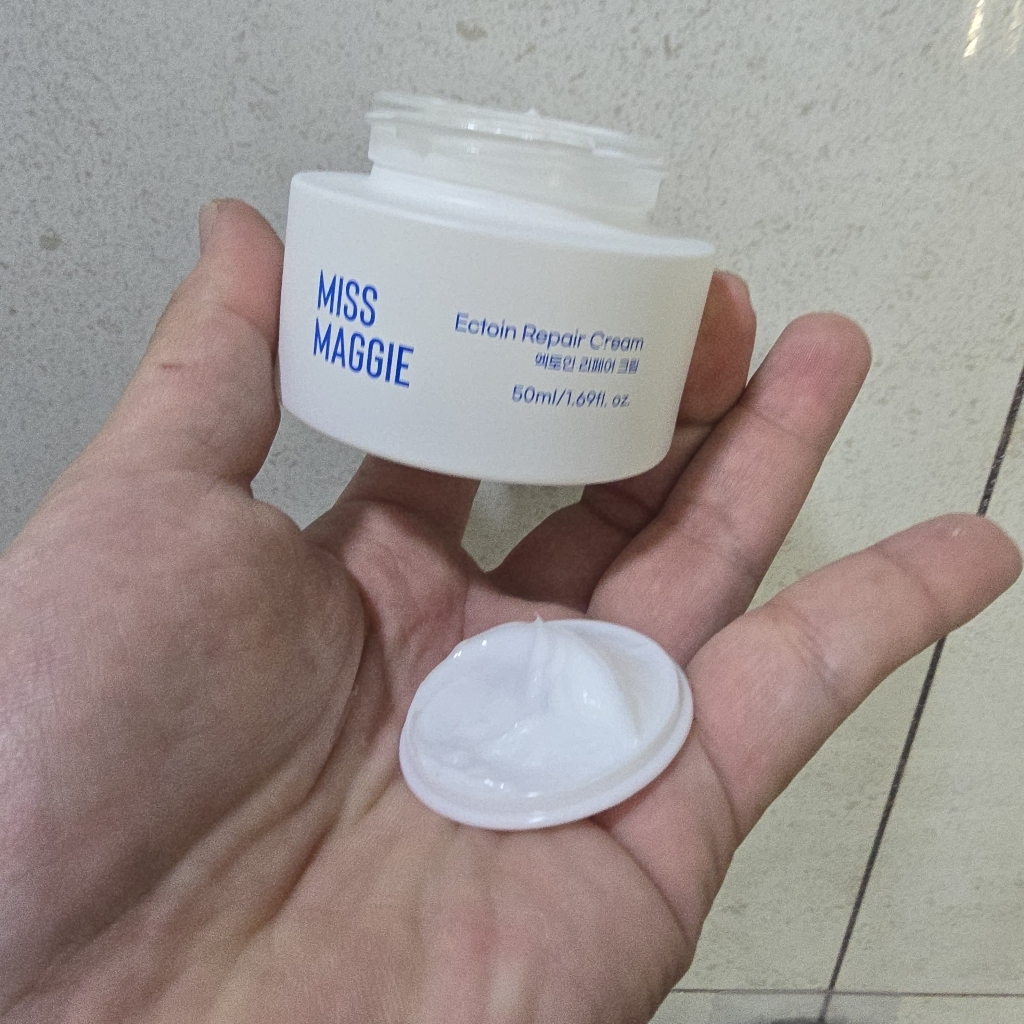 MISS
MAGGIE
Ectoin Repair Cream
엑토인 리페어 크림
50ml/1.69fl. oz.